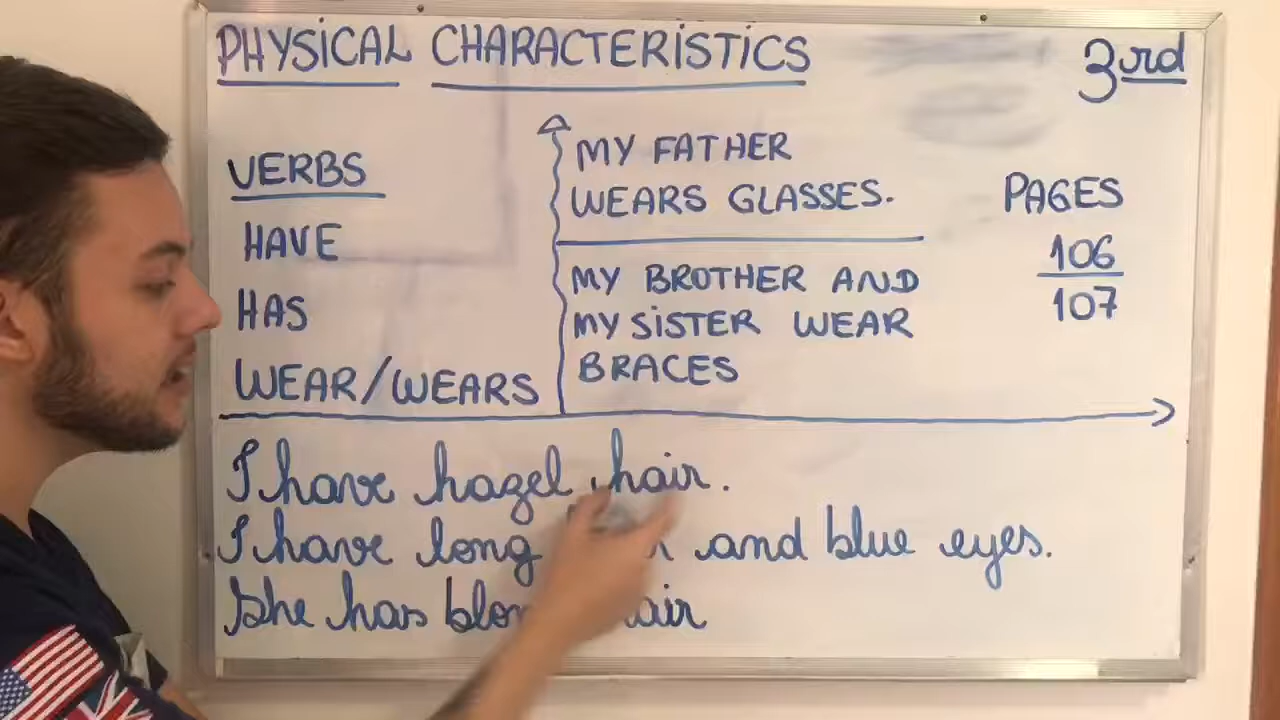 PHYSICAL CHARACTERISTICS
3rd
VERBS
HAVE
HAS
WEAR/WEARS
MY FATHER
WEARS GLASSES.
MY BROTHER AND
MY SISTER WEAR
BRACES
PAGES
106
107
I have hazel hair.
I have long and blue eyes.
She has hair